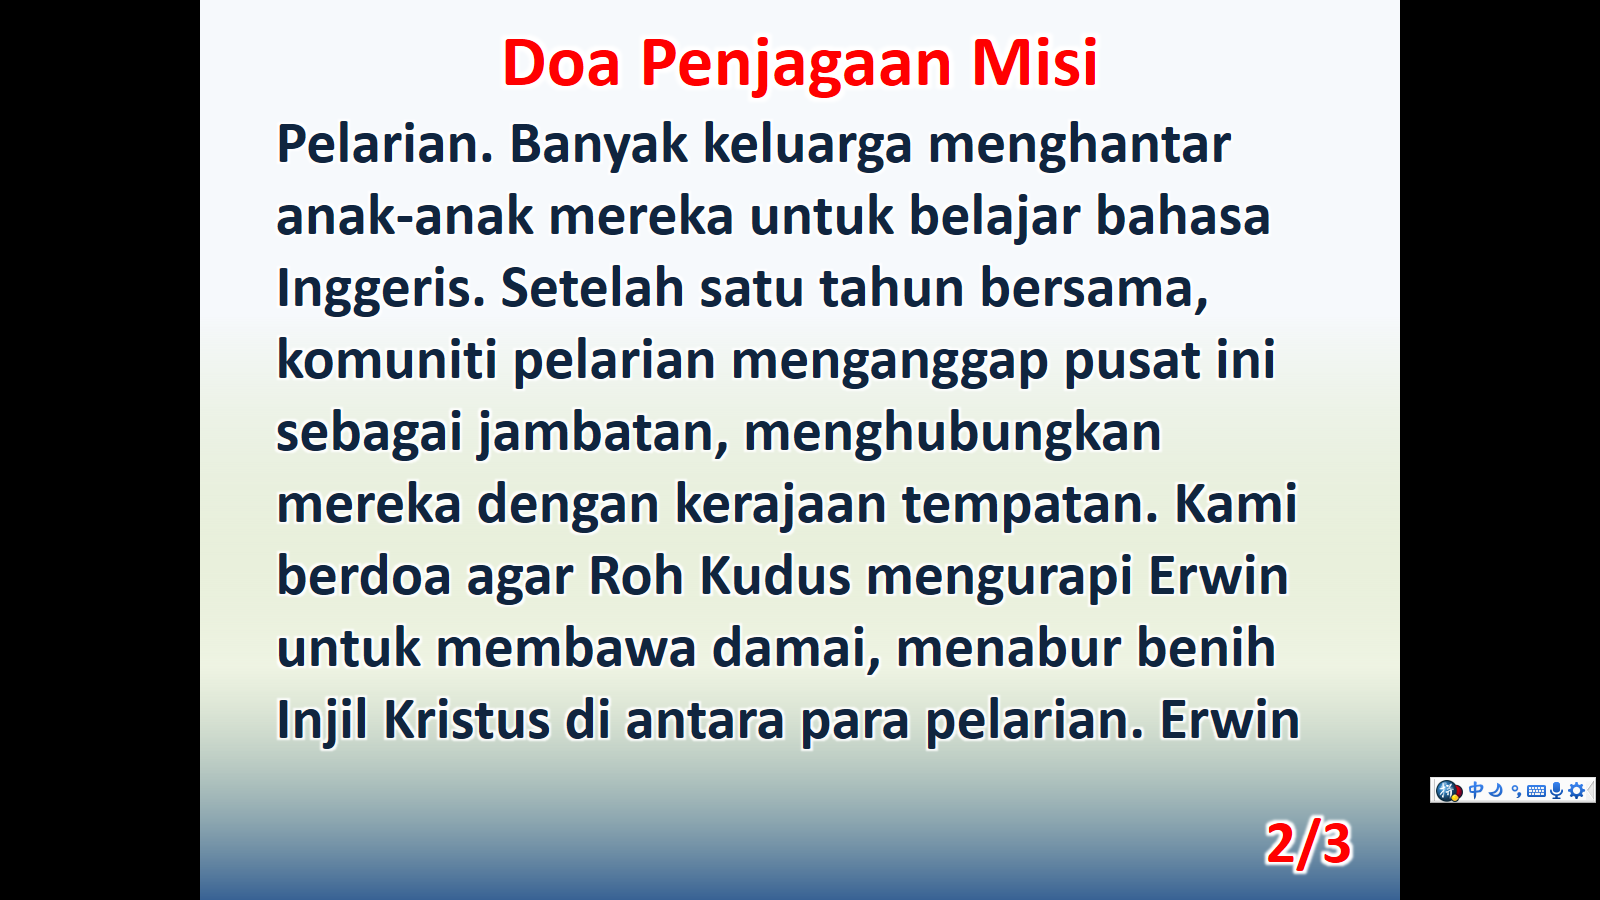 Doa Penjagaan Misi
Pelarian. Banyak keluarga menghantar
anak-anak mereka untuk belajar bahasa
Inggeris. Setelah satu tahun bersama,
komuniti pelarian menganggap pusat ini
sebagai jambatan, menghubungkan
mereka dengan kerajaan tempatan. Kami
berdoa agar Roh Kudus mengurapi Erwin
untuk membawa damai, menabur benih
Injil Kristus di antara para pelarian. Erwin
中
2/3